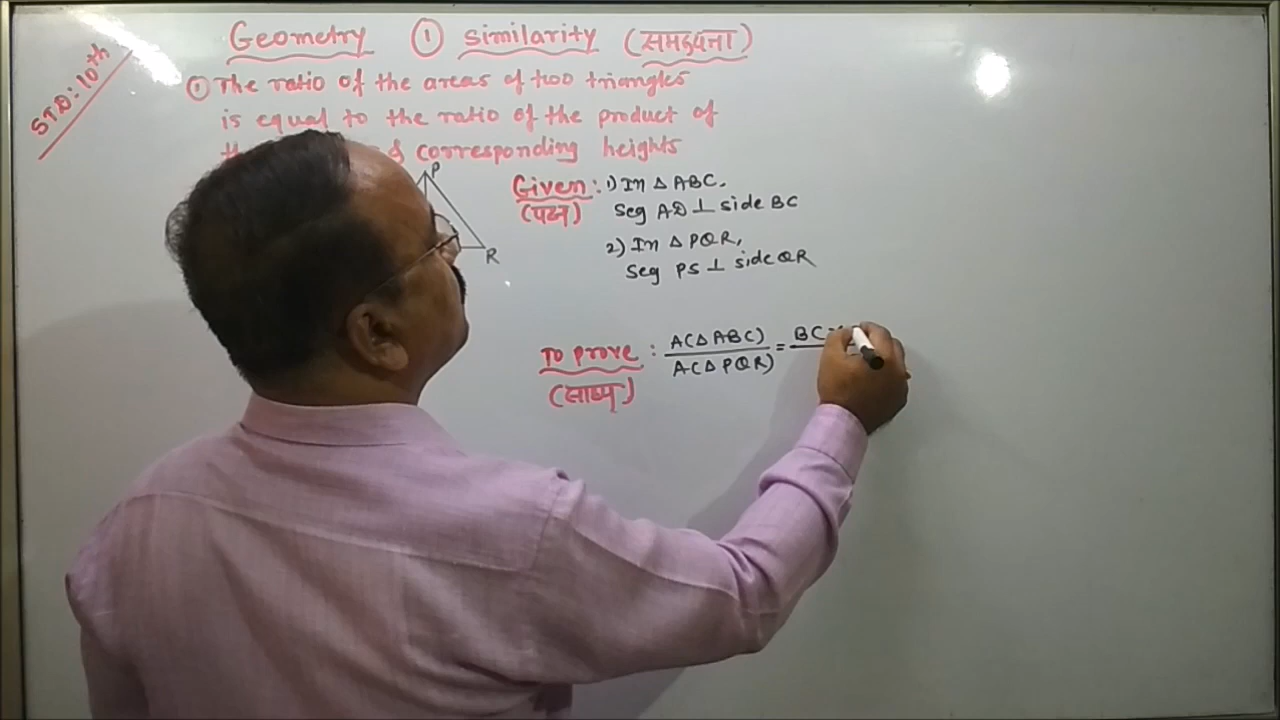 STD: 10th
Geometry ① similarity (समरूपता)
① The ratio of the areas of two triangles
is equal to the ratio of the product of
corresponding heights
P
R
Given : 1) In △ ABC,
(पक्ष)
Seg AD ⊥ side BC
2) In △ PQR,
Seg PS ⊥ side QR
To prove : A(△ ABC) / A(△ PQR) = BC ×
(साध्य)